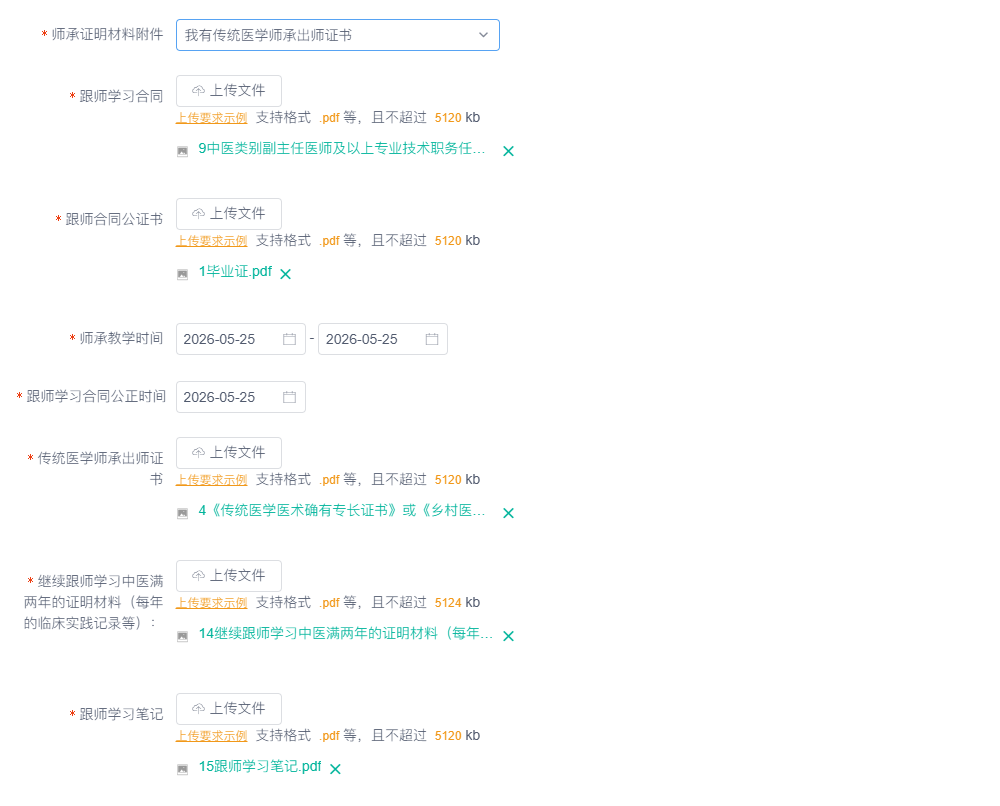 * 师承证明材料附件 我有传统医学师承出师证书
* 跟师学习合同 上传文件
上传要求示例 支持格式 .pdf 等，且不超过 5120 kb
9中医类别副主任医师及以上专业技术职务任…
* 跟师合同公证书 上传文件
上传要求示例 支持格式 .pdf 等，且不超过 5120 kb
1毕业证.pdf
* 师承教学时间 2026-05-25 - 2026-05-25
* 跟师学习合同公正时间 2026-05-25
* 传统医学师承出师证
书
上传文件
上传要求示例 支持格式 .pdf 等，且不超过 5120 kb
4《传统医学医术确有专长证书》或《乡村医…
* 继续跟师学习中医满
两年的证明材料（每年
的临床实践记录等）：
上传文件
上传要求示例 支持格式 .pdf 等，且不超过 5124 kb
14继续跟师学习中医满两年的证明材料（每年…
* 跟师学习笔记 上传文件
上传要求示例 支持格式 .pdf 等，且不超过 5120 kb
15跟师学习笔记.pdf